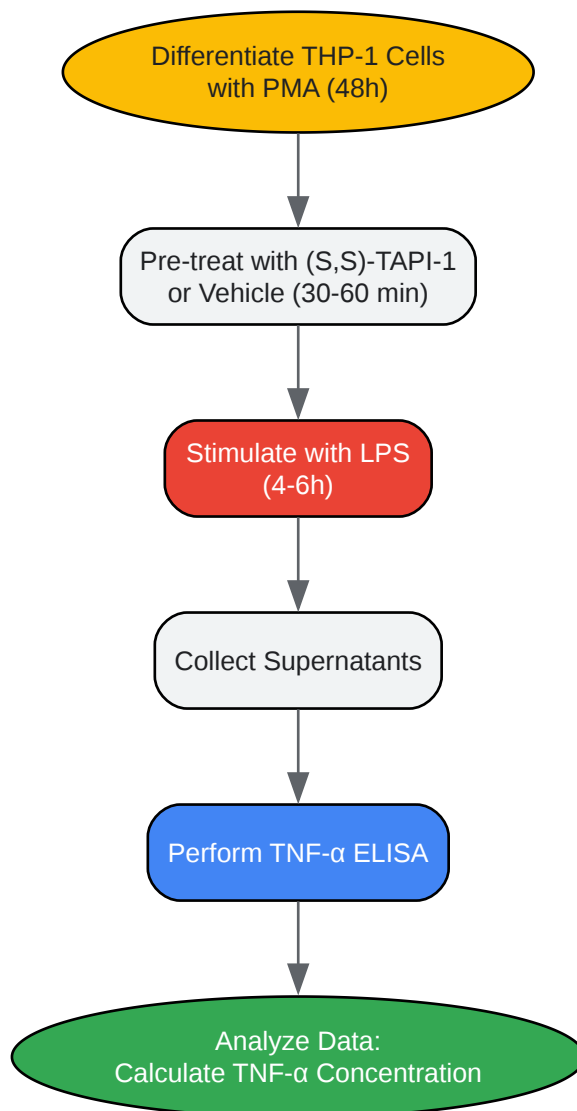 Differentiate THP-1 Cells
with PMA (48h)
Pre-treat with (S,S)-TAPI-1
or Vehicle (30-60 min)
Stimulate with LPS
(4-6h)
Collect Supernatants
Perform TNF-α ELISA
Analyze Data:
Calculate TNF-α Concentration